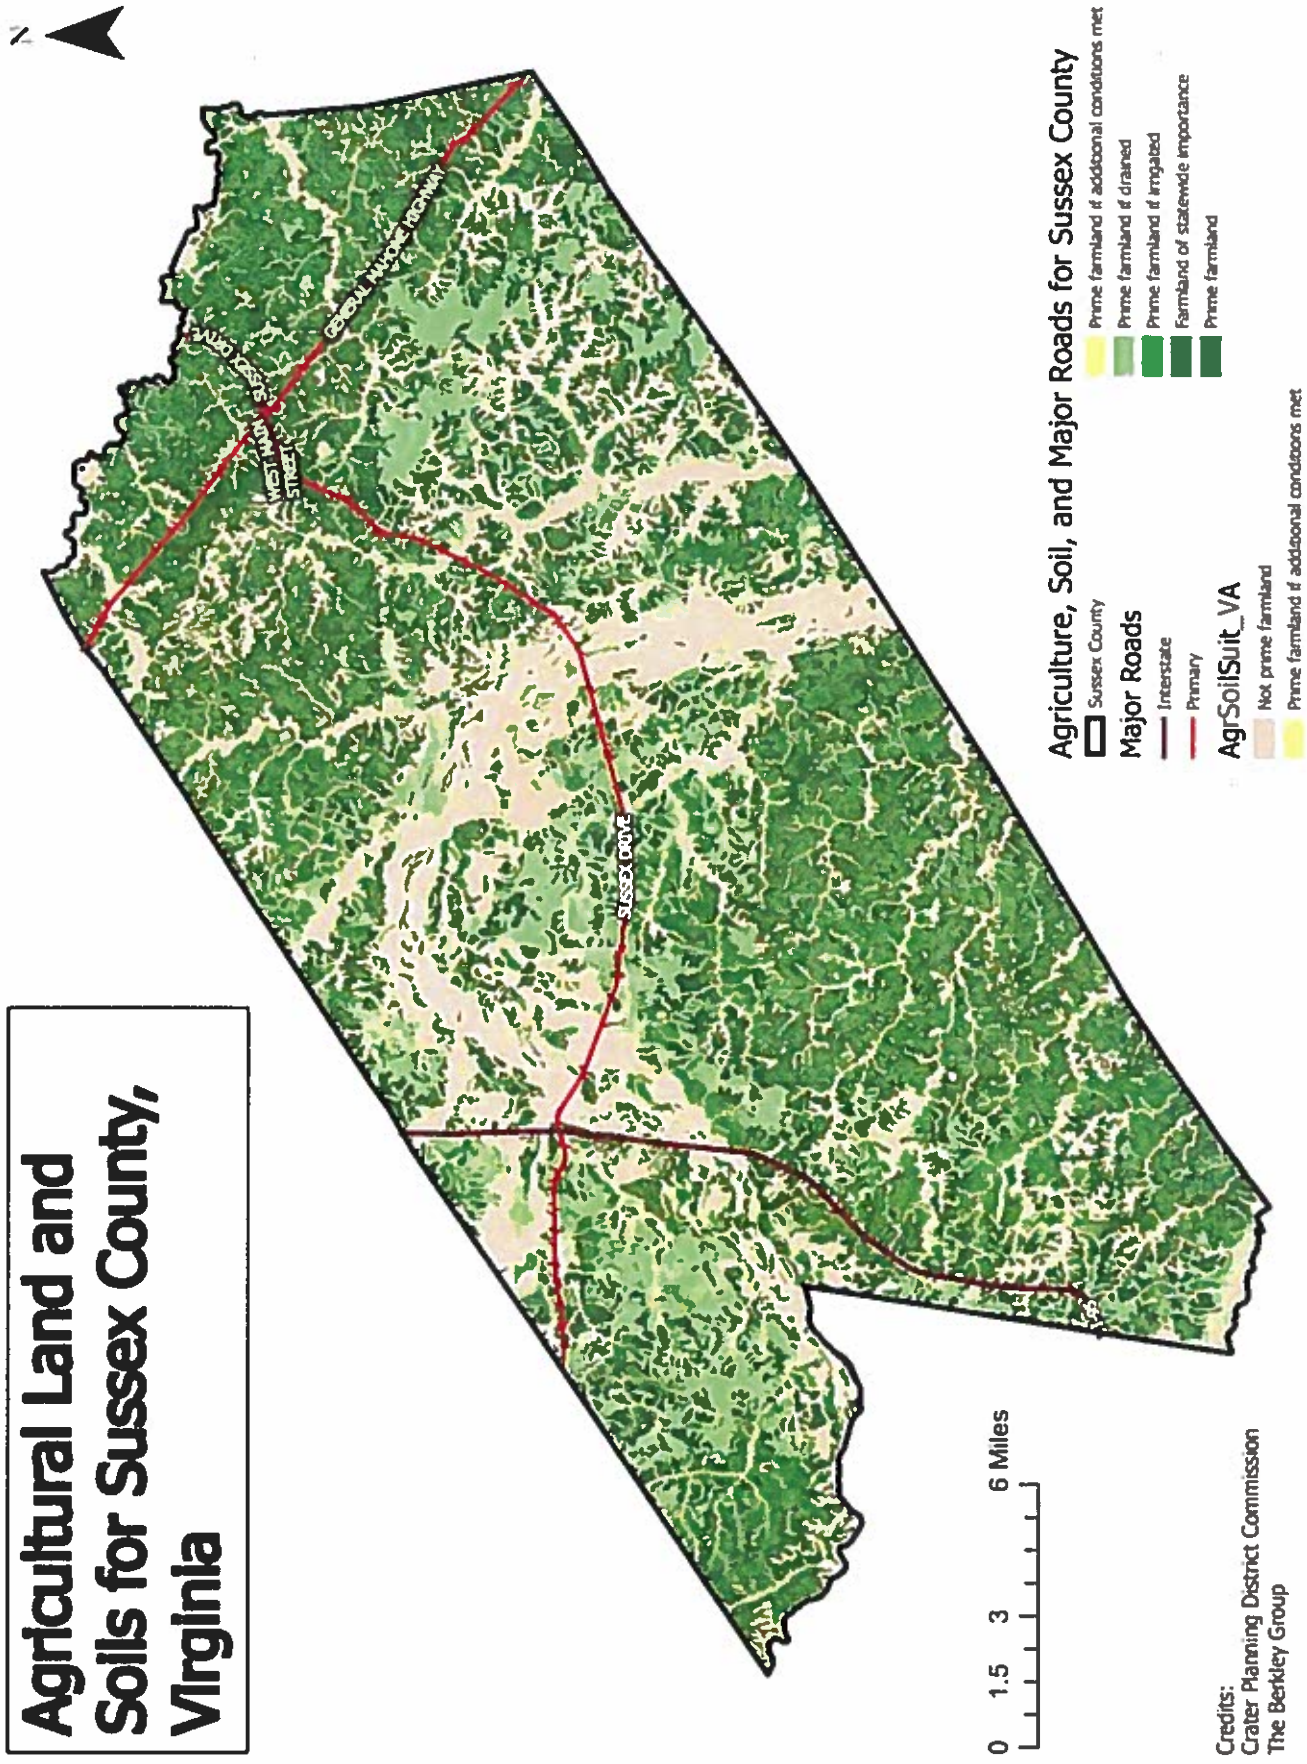 Agricultural Land and
Soils for Sussex County,
Virginia
N
GENERAL MAHONE HIGHWAY
WEST MAIN
STREET
SUSSEX DRIVE
0 1.5 3 6 Miles
Credits:
Crater Planning District Commission
The Berkley Group
Agriculture, Soil, and Major Roads for Sussex County
Sussex County
Major Roads
Interstate
Primary
AgrSoilSuit_VA
Not prime farmland
Prime farmland if additional conditions met
Prime farmland if additional conditions met
Prime farmland if drained
Prime farmland if irrigated
Farmland of statewide importance
Prime farmland